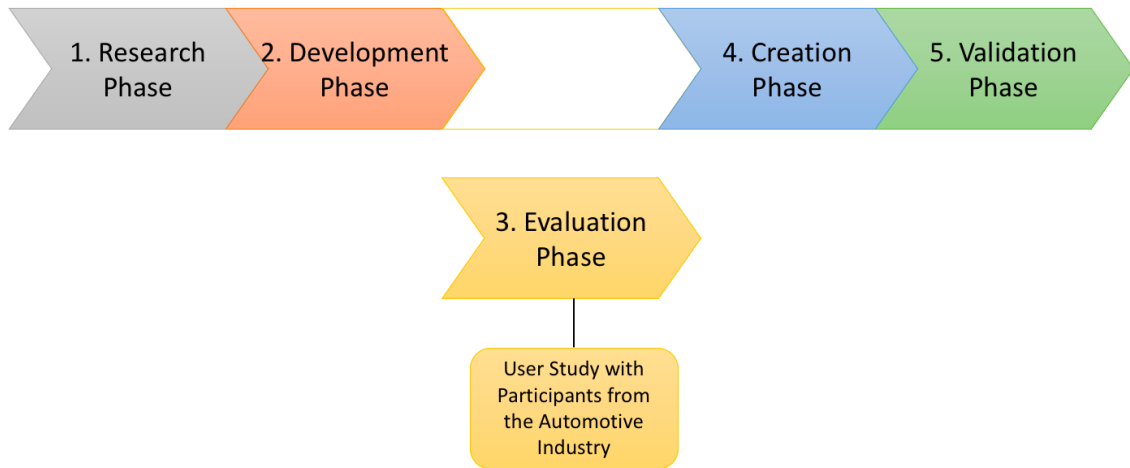 1. Research
Phase
2. Development
Phase
4. Creation
Phase
5. Validation
Phase
3. Evaluation
Phase
User Study with
Participants from
the Automotive
Industry